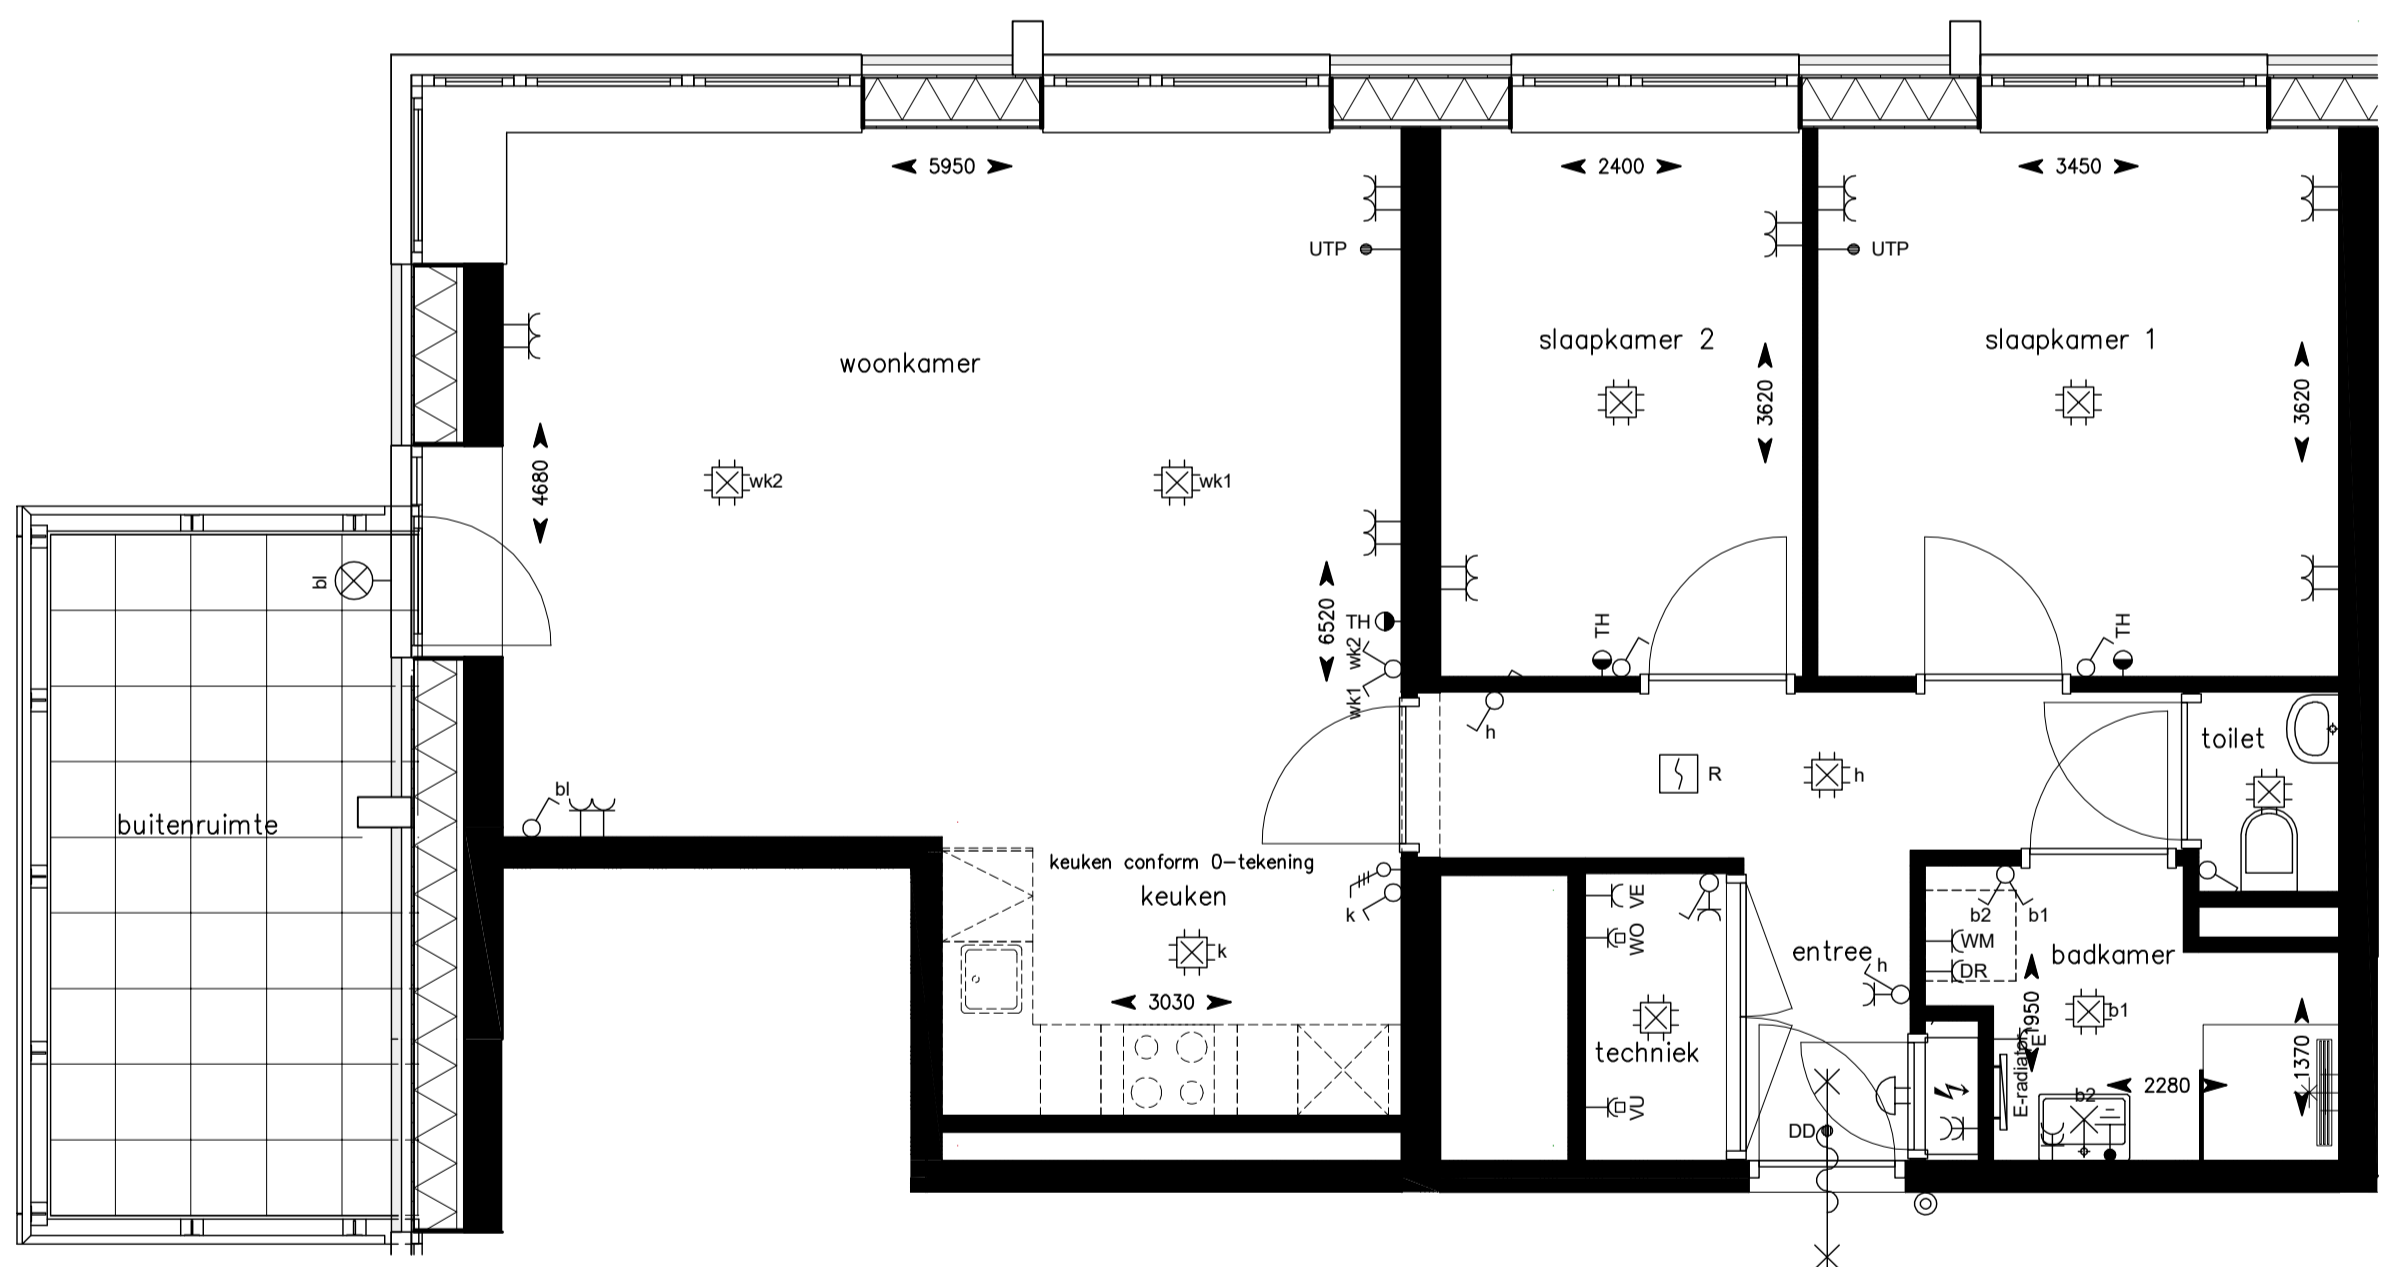 5950
2400
3450
UTP
UTP
woonkamer
slaapkamer 2
slaapkamer 1
3620
3620
4680
wk2
wk1
bl
6520
TH
wk2
wk1
TH
TH
h
toilet
R
h
bl
buitenruimte
keuken conform 0-tekening
keuken
k
k
3030
VE
WO
VU
techniek
entree
h
DD
b2
b1
WM
DR
badkamer
b1
1950
E
E-radiator
b2
2280
1370